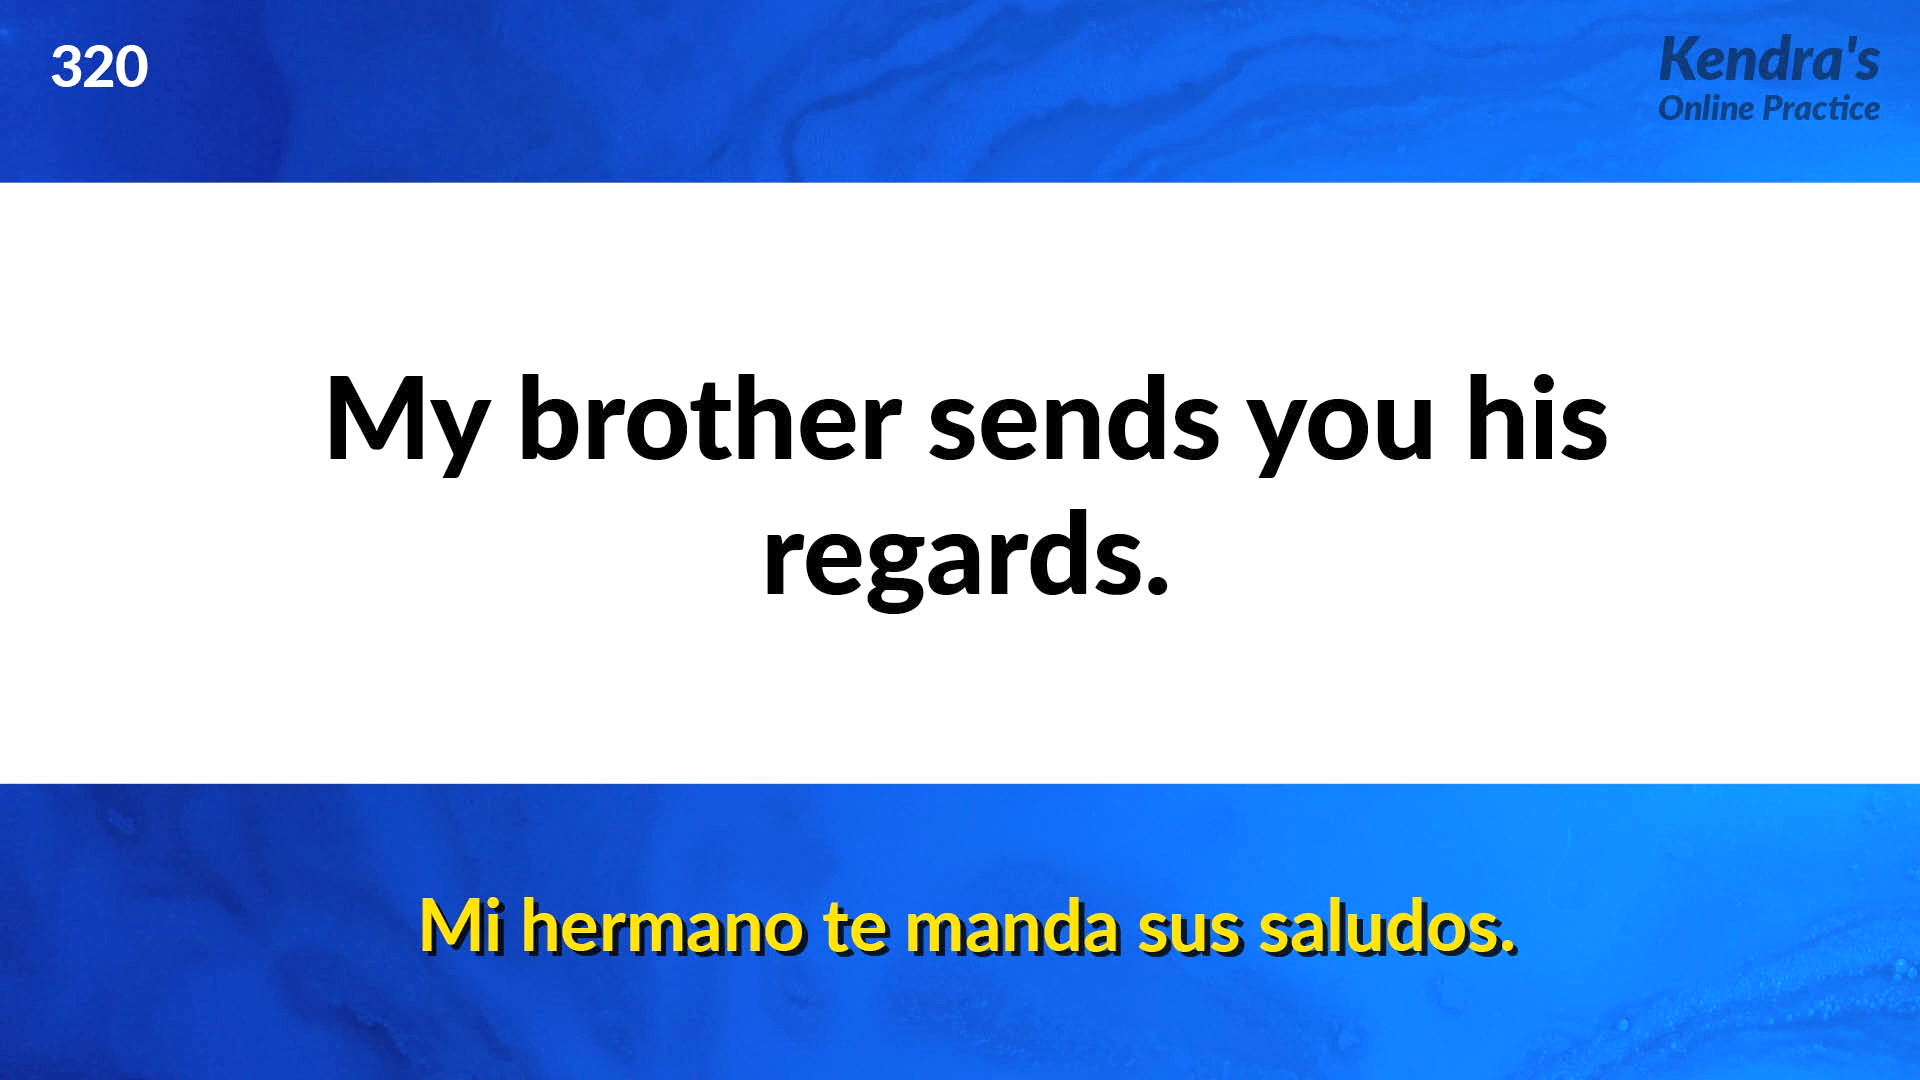 320
Kendra's
Online Practice
My brother sends you his
regards.
Mi hermano te manda sus saludos.